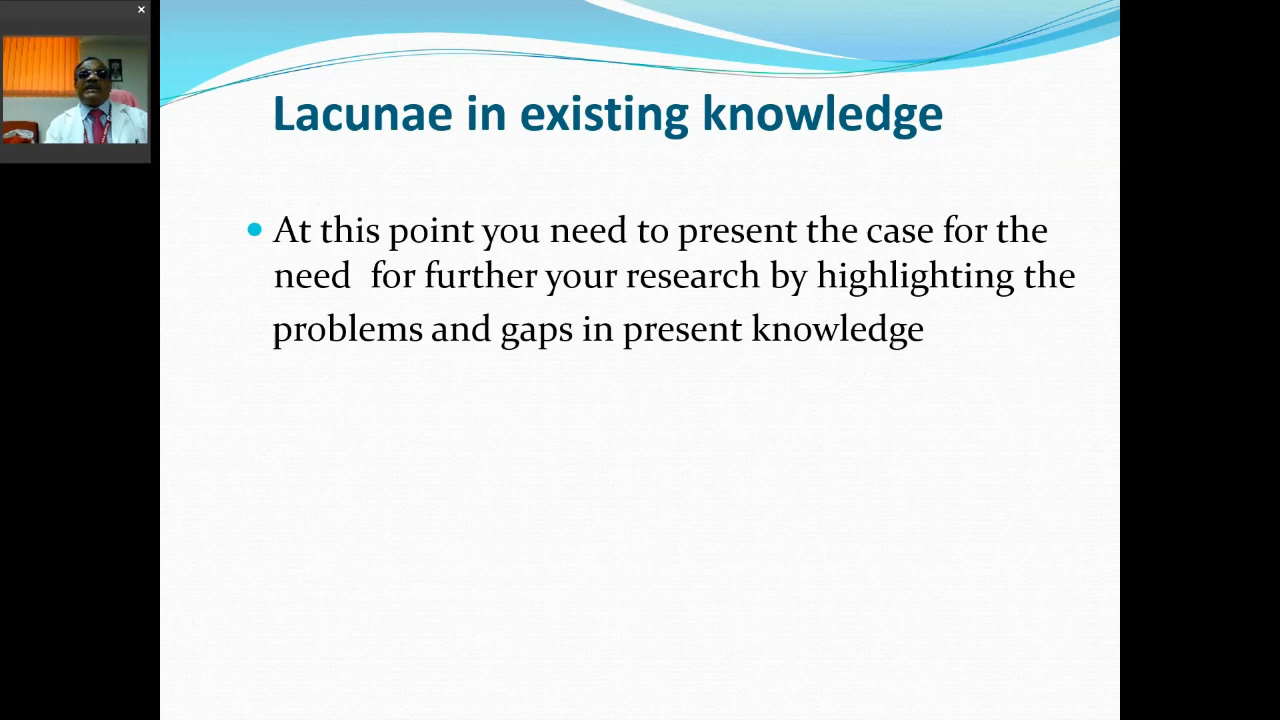 Lacunae in existing knowledge
At this point you need to present the case for the
need for further your research by highlighting the
problems and gaps in present knowledge